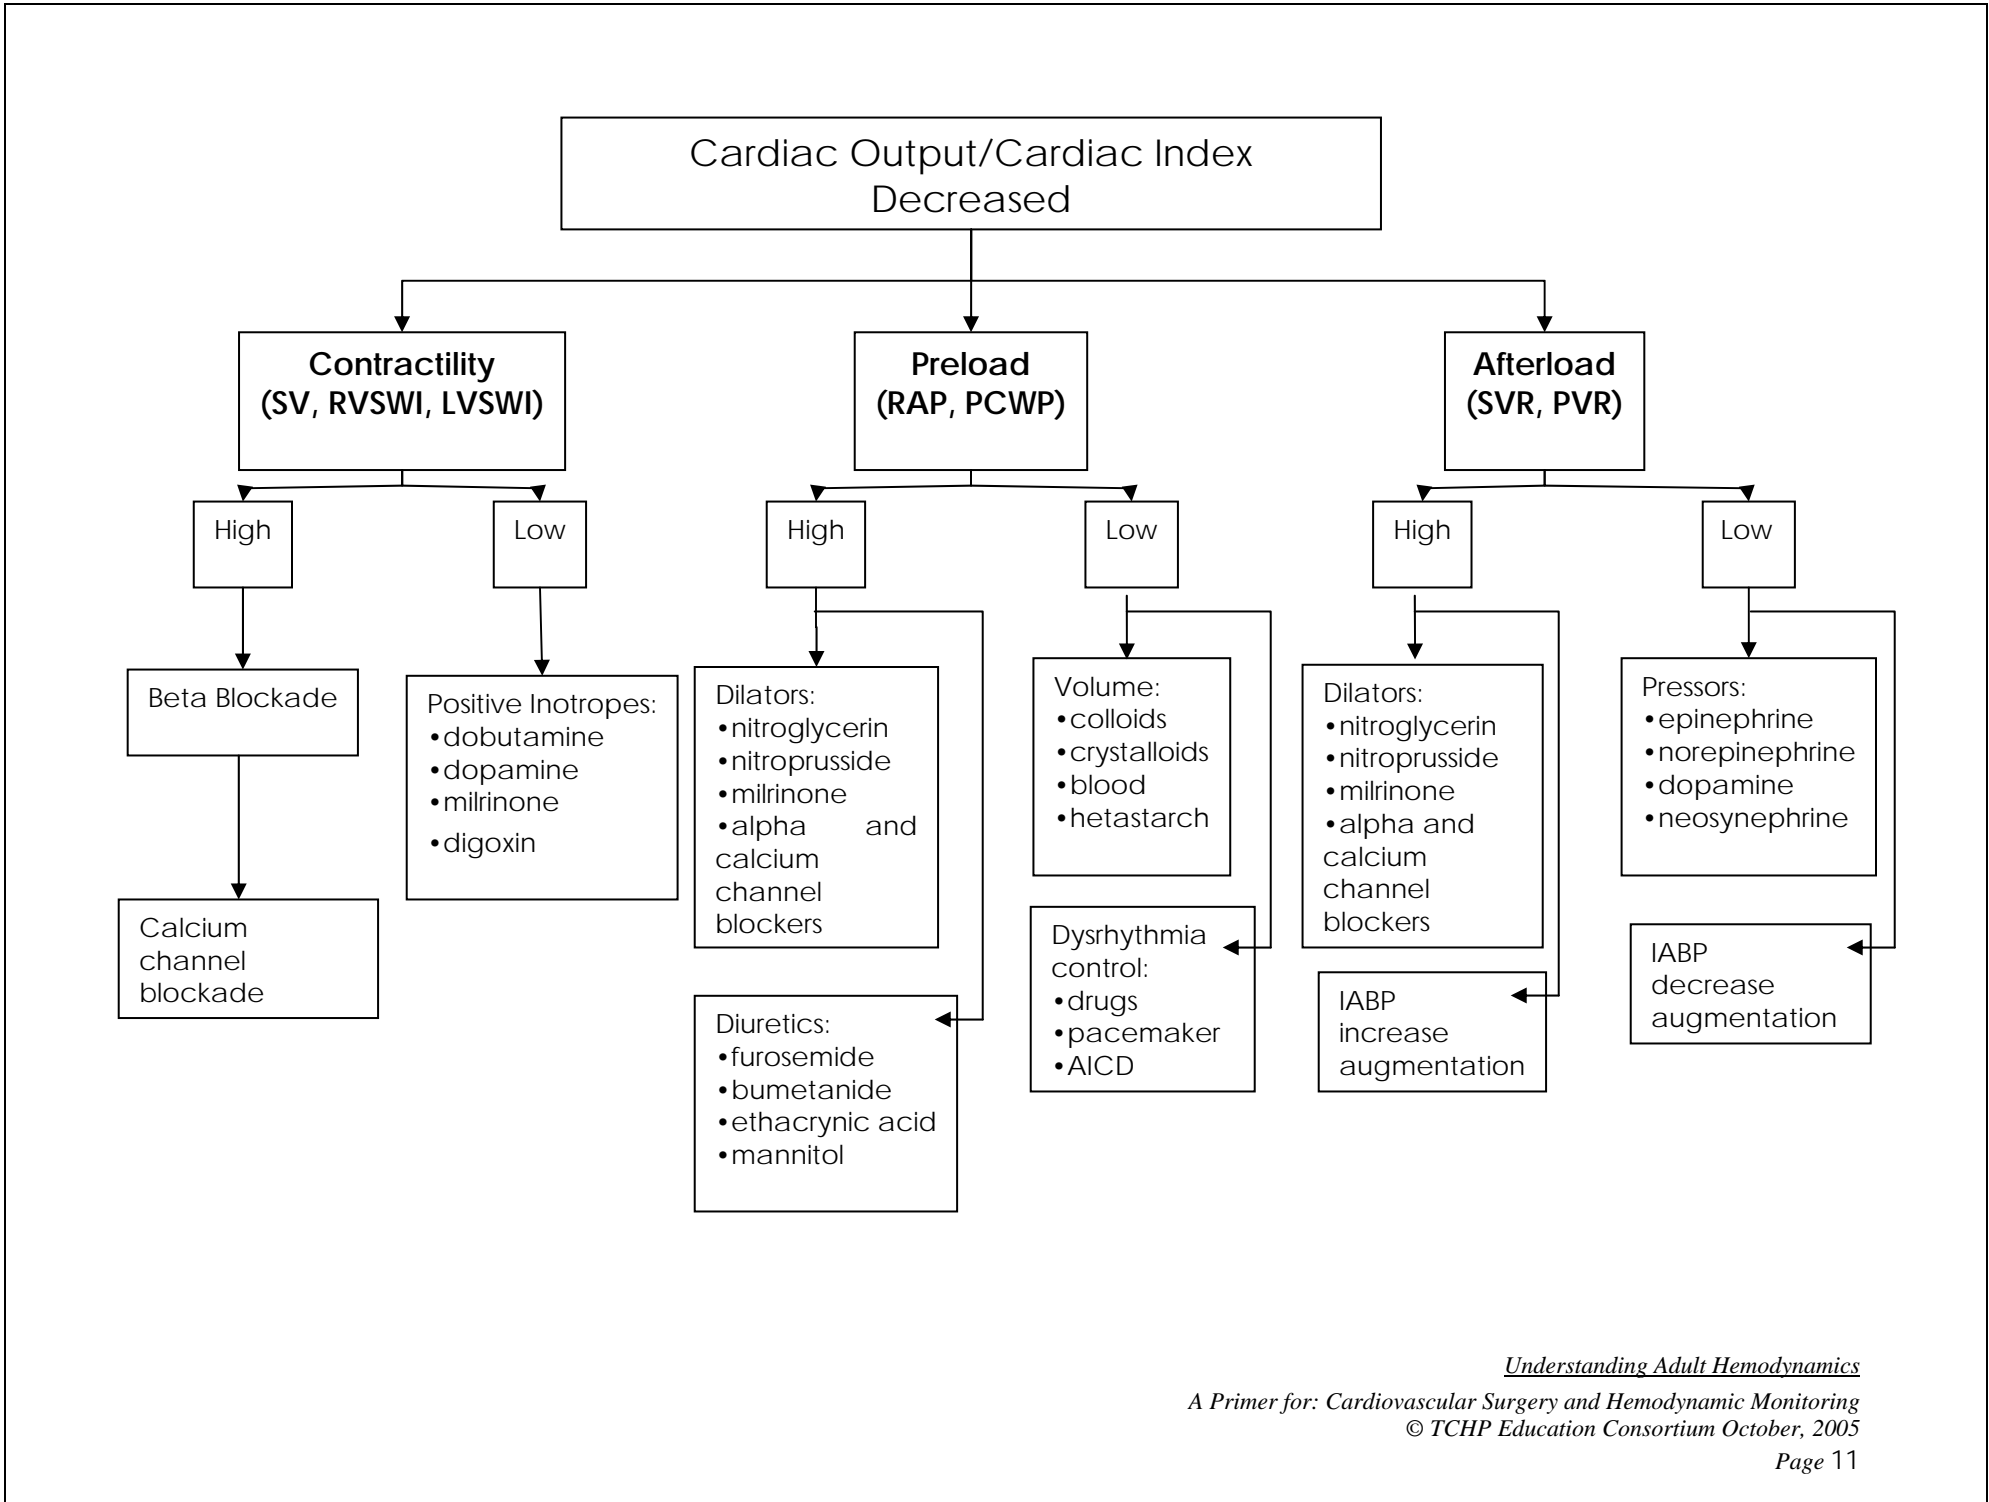 Cardiac Output/Cardiac Index
Decreased
Contractility
(SV, RVSWI, LVSWI)
Preload
(RAP, PCWP)
Afterload
(SVR, PVR)
High
Low
High
Low
High
Low
Beta Blockade
Calcium
channel
blockade
Positive Inotropes:
•dobutamine
•dopamine
•milrinone
•digoxin
Dilators:
•nitroglycerin
•nitroprusside
•milrinone
•alpha and
calcium
channel
blockers
Diuretics:
•furosemide
•bumetanide
•ethacrynic acid
•mannitol
Volume:
•colloids
•crystalloids
•blood
•hetastarch
Dysrhythmia
control:
•drugs
•pacemaker
•AICD
Dilators:
•nitroglycerin
•nitroprusside
•milrinone
•alpha and
calcium
channel
blockers
IABP
increase
augmentation
Pressors:
•epinephrine
•norepinephrine
•dopamine
•neosynephrine
IABP
decrease
augmentation
Understanding Adult Hemodynamics
A Primer for: Cardiovascular Surgery and Hemodynamic Monitoring
© TCHP Education Consortium October, 2005
Page 11